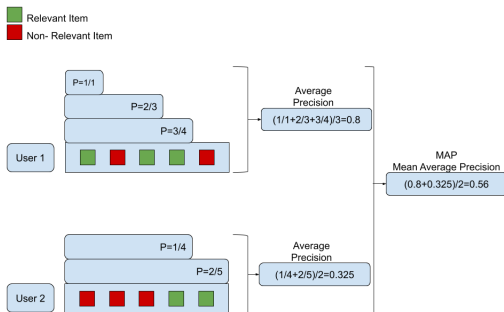 Relevant Item
Non- Relevant Item
P=1/1
P=2/3
P=3/4
User 1
Average
Precision
(1/1+2/3+3/4)/3=0.8
MAP
Mean Average Precision
(0.8+0.325)/2=0.56
P=1/4
P=2/5
User 2
Average
Precision
(1/4+2/5)/2=0.325